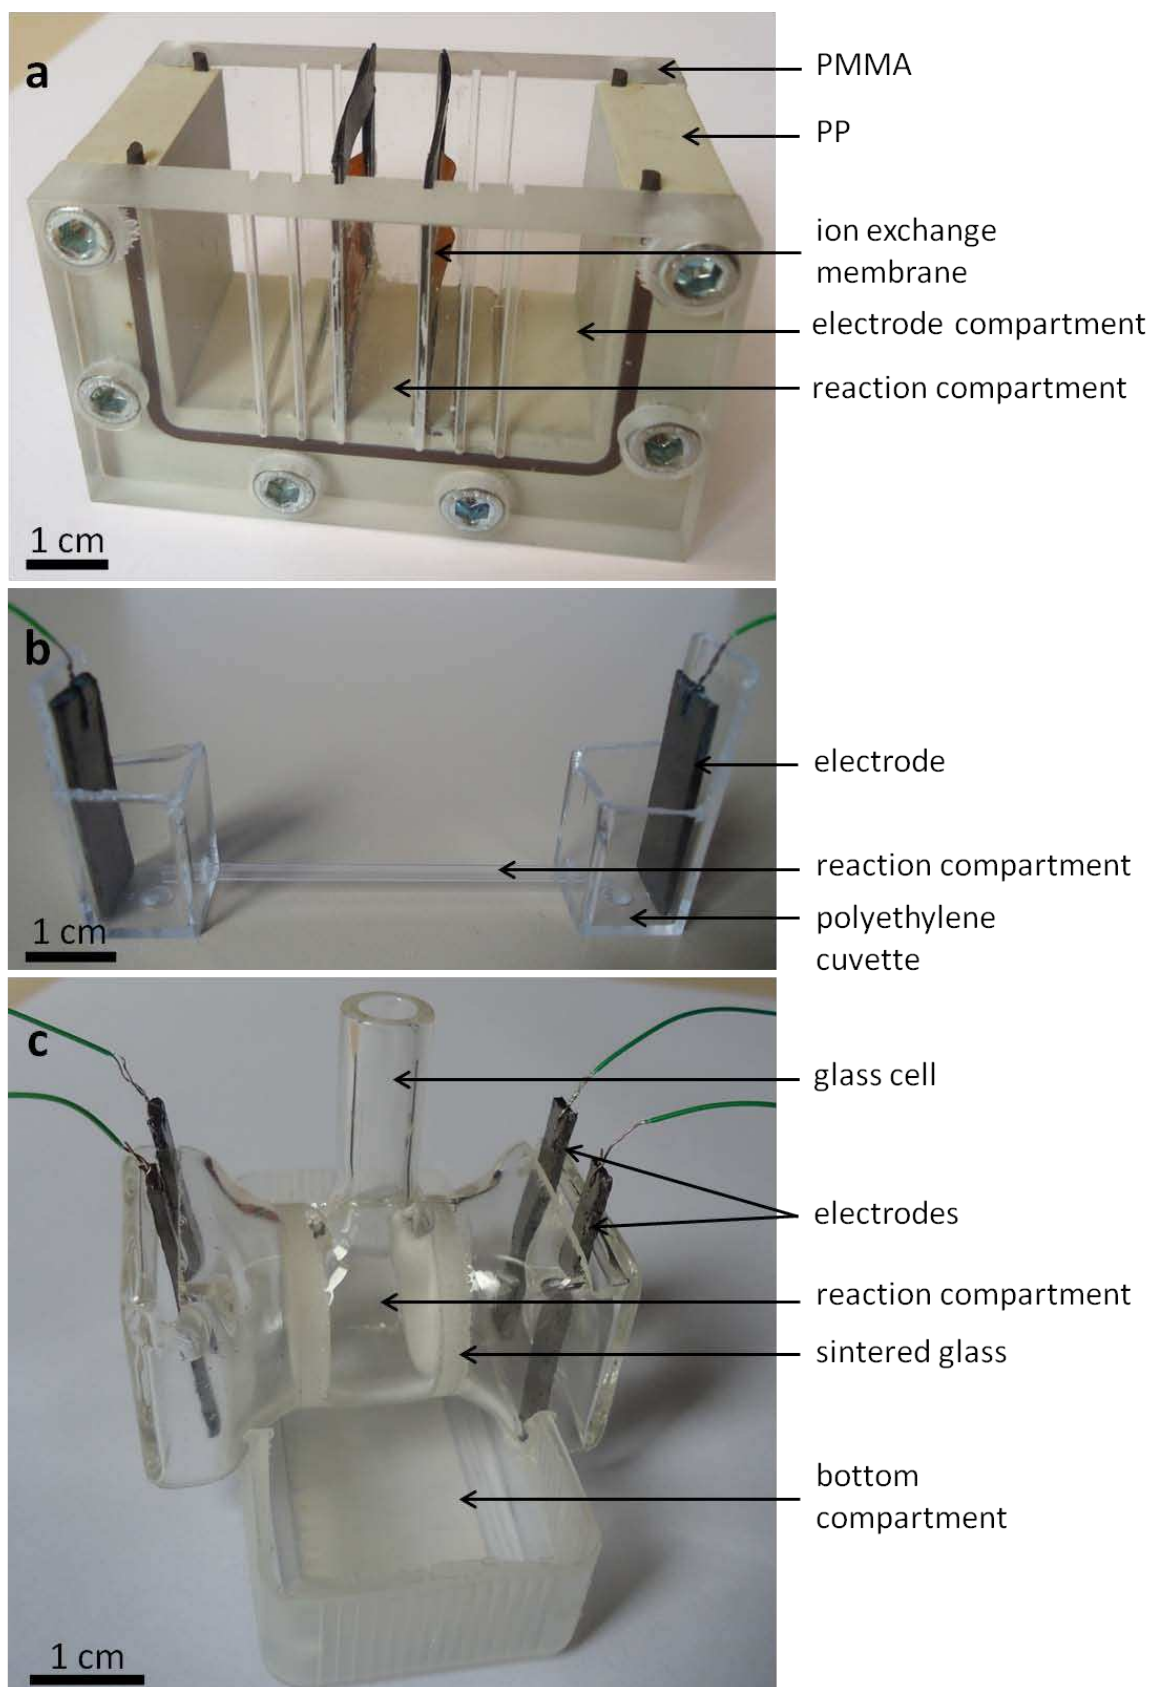 a
PMMA
PP
ion exchange
membrane
electrode compartment
reaction compartment
1 cm
b
electrode
reaction compartment
polyethylene
cuvette
1 cm
c
glass cell
electrodes
reaction compartment
sintered glass
bottom
compartment
1 cm